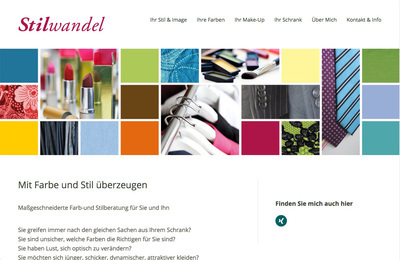 Stilwandel
Ihr Stil & Image Ihre Farben Ihr Make-Up Ihr Schrank Über Mich Kontakt & Info
Mit Farbe und Stil überzeugen
Maßgeschneiderte Farb-und Stilberatung für Sie und Ihn
Finden Sie mich auch hier
Sie greifen immer nach den gleichen Sachen aus Ihrem Schrank?
Sie sind unsicher, welche Farben die Richtigen für Sie sind?
Sie haben Lust, sich optisch zu verändern?
Sie möchten sich jünger, schicker, dynamischer, attraktiver kleiden?